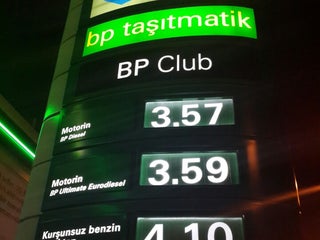 bp taşıtmatik
BP Club
Motorin
BP Diesel
3.57
Motorin
BP Ultimate Eurodiesel
3.59
Kurşunsuz benzin
4.10